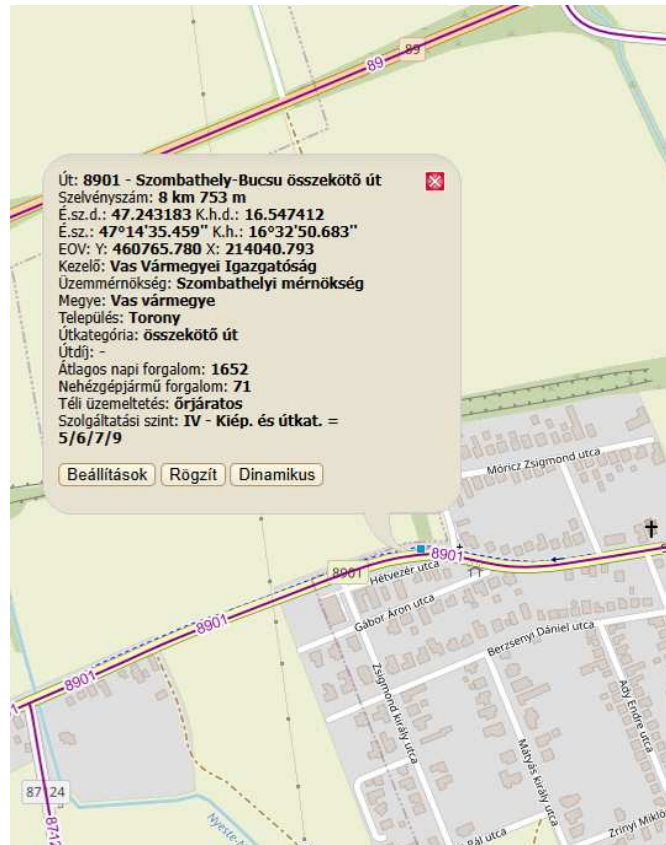 89
89
Út: 8901 - Szombathely-Bucsu összekötő út
Szelvényszám: 8 km 753 m
É.sz.d.: 47.243183 K.h.d.: 16.547412
É.sz.: 47°14'35.459'' K.h.: 16°32'50.683''
EOV: Y: 460765.780 X: 214040.793
Kezelő: Vas Vármegyei Igazgatóság
Üzemmérnökség: Szombathelyi mérnökség
Megye: Vas vármegye
Település: Torony
Útkategória: összekötő út
Útdíj: -
Átlagos napi forgalom: 1652
Nehézgépjármű forgalom: 71
Téli üzemeltetés: őrjáratos
Szolgáltatási szint: IV - Kiép. és útkat. =
5/6/7/9
Beállítások Rögzít Dinamikus
Móricz Zsigmond utca
8901
8901
Hétvezér utca
Gábor Áron utca
8901
Berzsenyi Dániel utca
8901
Zsigmond király utca
Ady Endre utca
Mátyás király utca
87124
8712
Nyeste-
Pál utca
Zrínyi Mikló